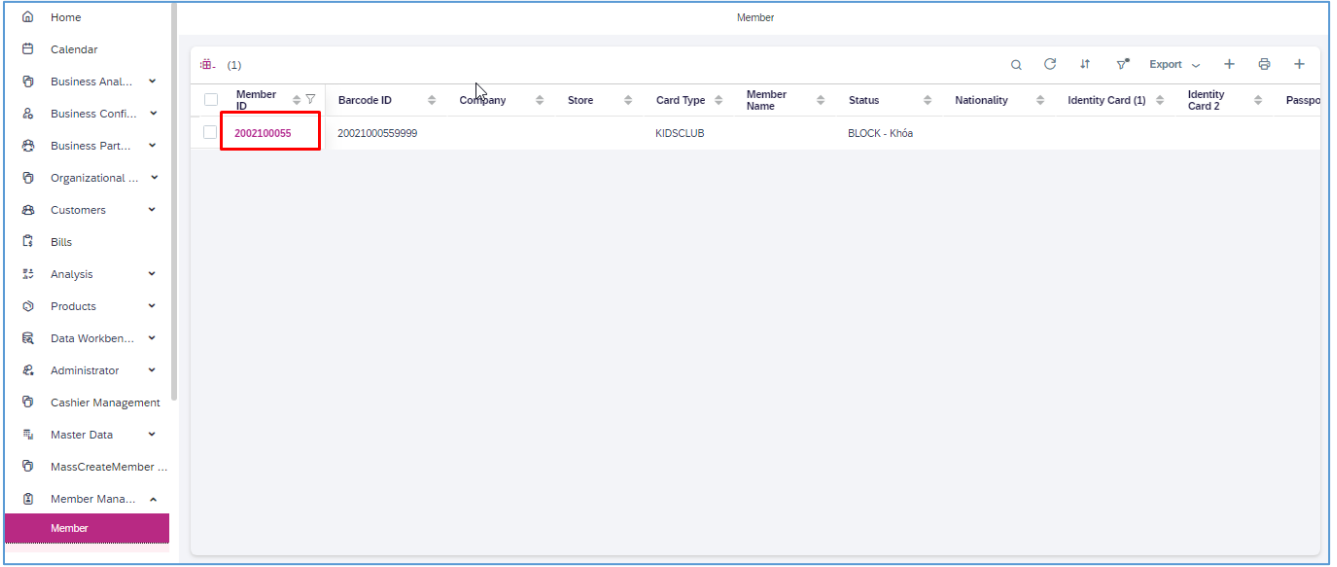 Home
Calendar
Business Anal...
Business Confi...
Business Part...
Organizational ...
Customers
Bills
Analysis
Products
Data Workben...
Administrator
Cashier Management
Master Data
MassCreateMember ...
Member Mana...
Member
Member
(1)
Export
Member ID
Barcode ID
Company
Store
Card Type
Member Name
Status
Nationality
Identity Card (1)
Identity Card 2
Passpo
2002100055
20021000559999
KIDSCLUB
BLOCK - Khóa